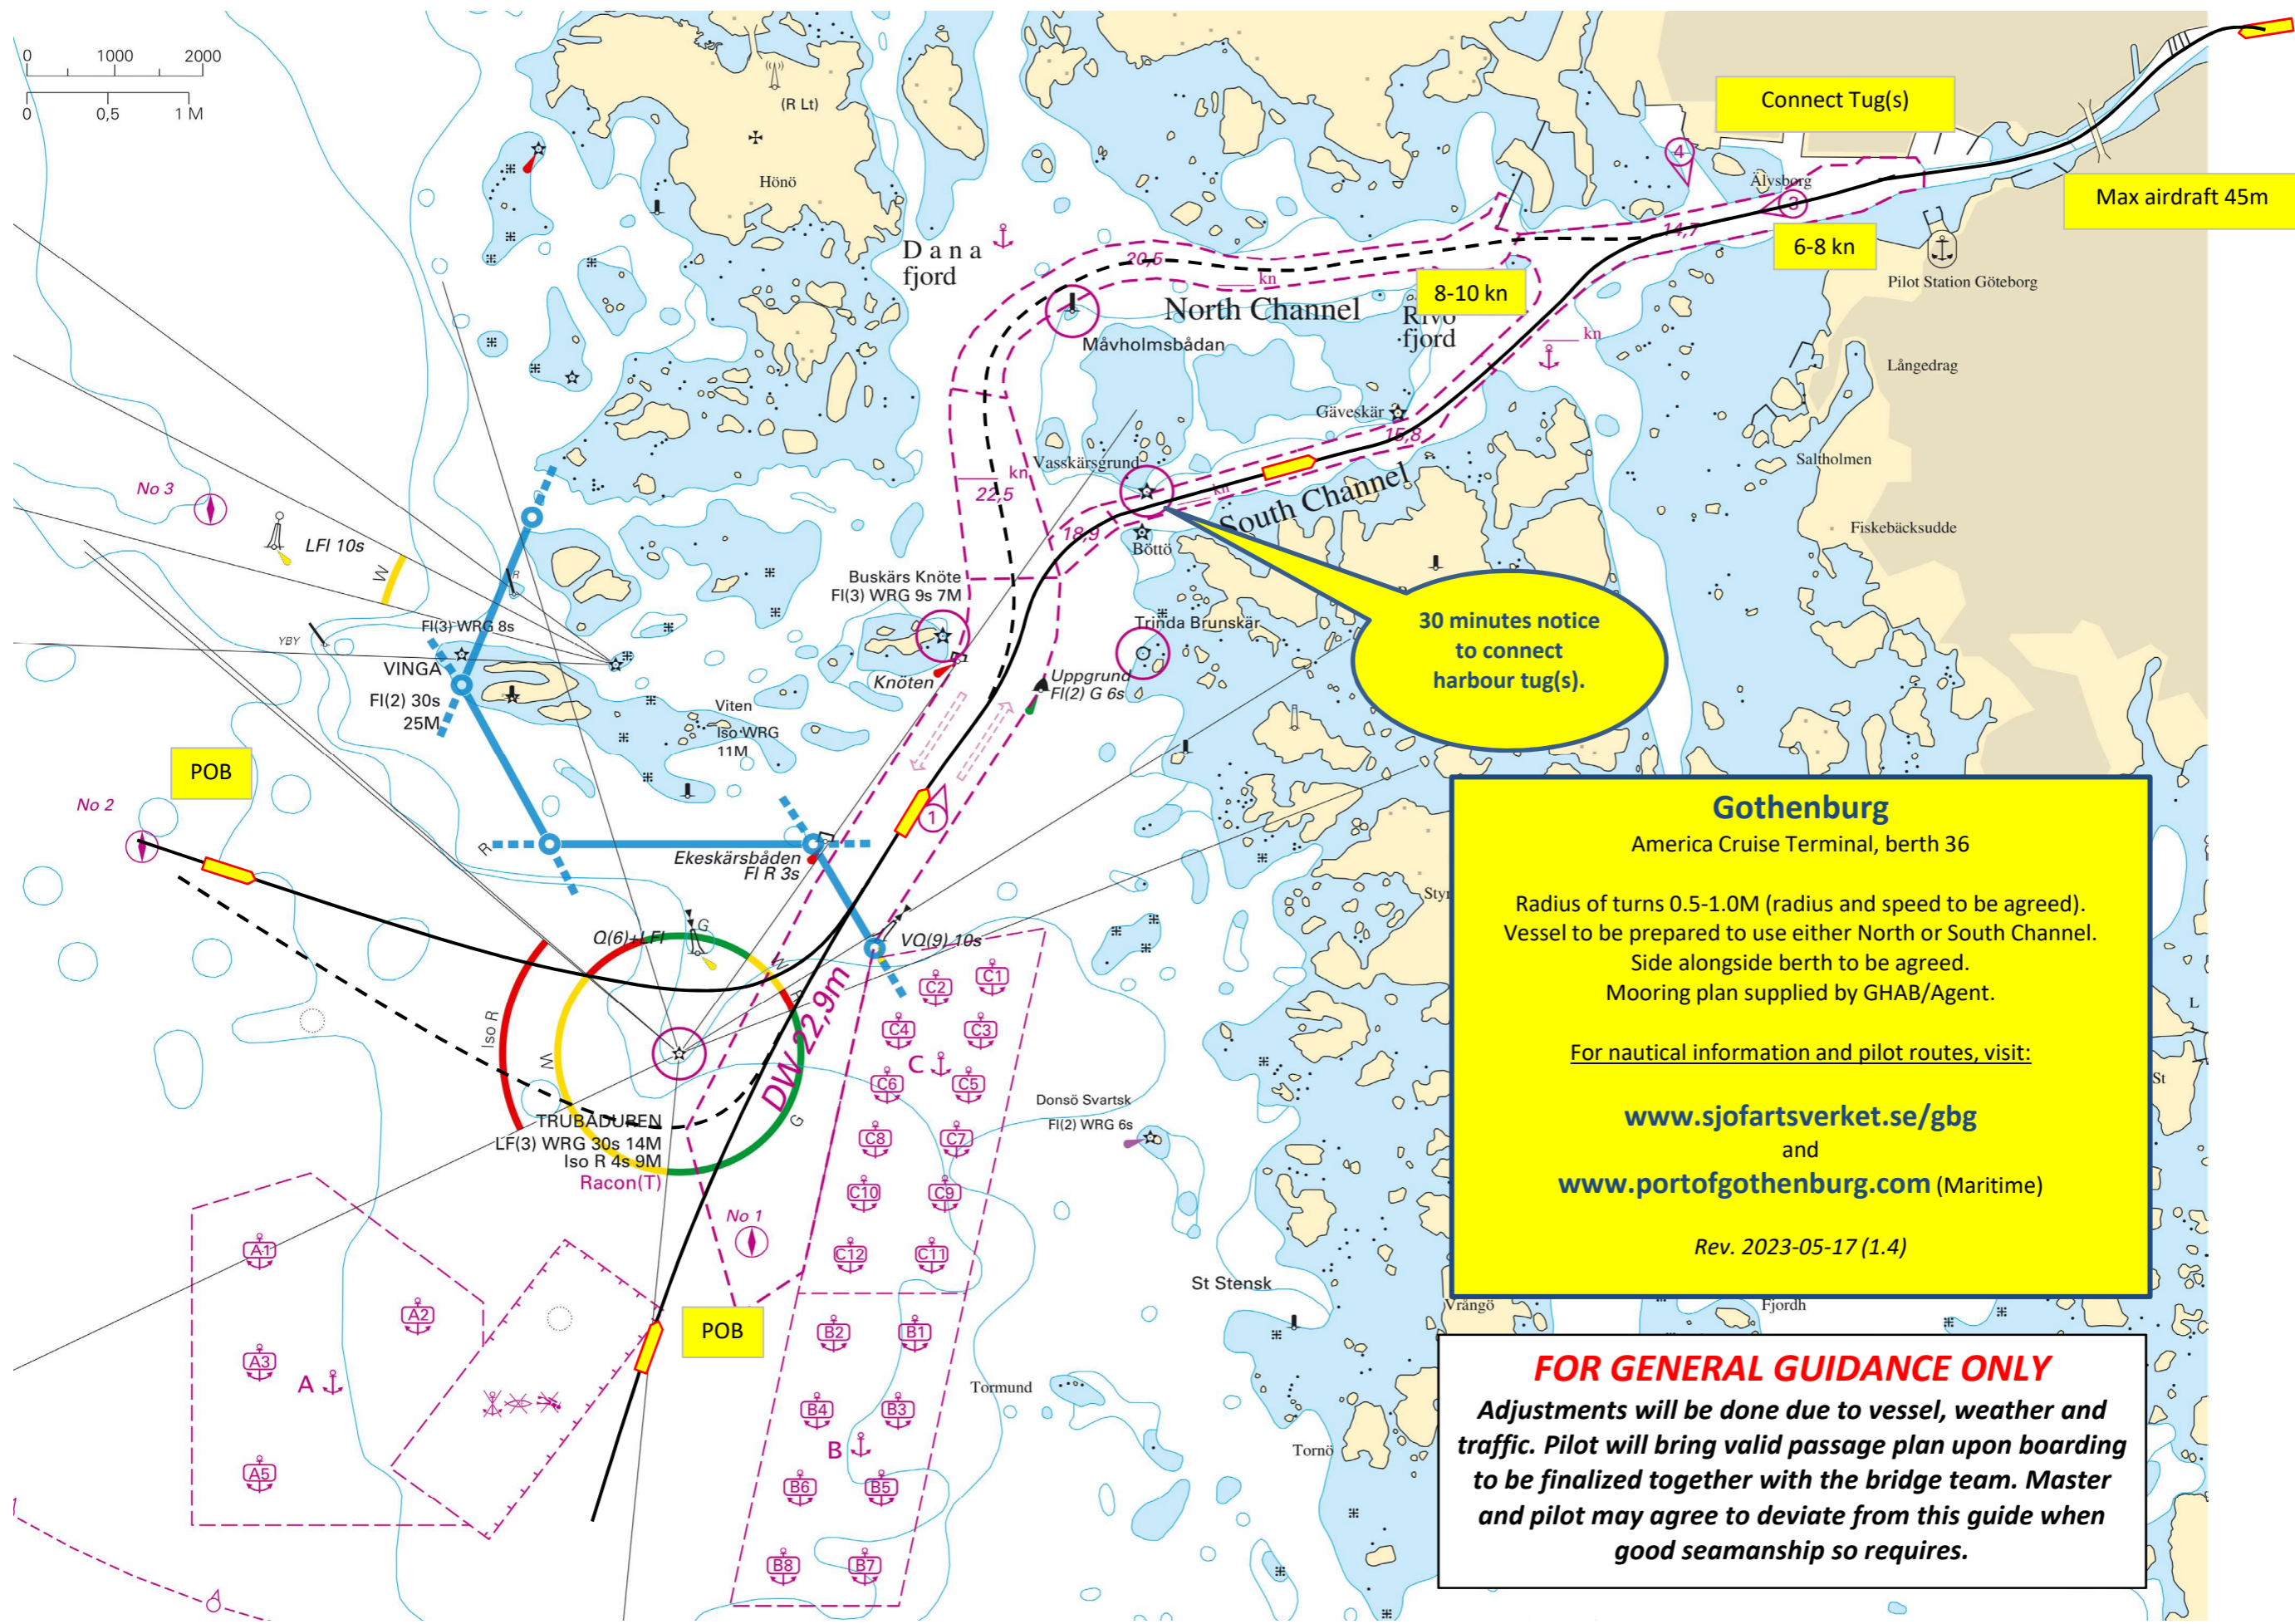 0 1000 2000
0 0,5 1 M
(R Lt)
Hönö
Dana
fjord
Connect Tug(s)
4
Älvsborg
3
Max airdraft 45m
14,7
6-8 kn
Pilot Station Göteborg
20,5
kn
North Channel
8-10 kn
fjord
kn
Måvholmsbådan
Långedrag
Gäveskär
15,8
Vasskärsgrund
kn
22,5
kn
South Channel
18,9
Böttö
Saltholmen
Fiskebäcksudde
No 3
LFl 10s
W
R
Buskärs Knöte
Fl(3) WRG 9s 7M
YBY
Fl(3) WRG 8s
VINGA
Fl(2) 30s
25M
Trinda Brunskär
Knöten
Uppgrund
Fl(2) G 6s
Viten
Iso WRG
11M
30 minutes notice
to connect
harbour tug(s).
POB
No 2
1
R
Ekeskärsbåden
Fl R 3s
Q(6)+LFl
G
VQ(9) 10s
W
R
Iso R
W
G
DW 22,9m
TRUBADUREN
LF(3) WRG 30s 14M
Iso R 4s 9M
Racon(T)
C2
C1
C4
C3
C
C6
C5
C8
C7
C10
C9
C12
C11
Donsö Svartsk
Fl(2) WRG 6s
No 1
POB
A1
A2
A3
A
A5
B2
B1
B4
B3
B
B6
B5
B8
B7
St Stensk
Tormund
Tornö
Vrångö
Fjordh
Styr
L
St
Gothenburg
America Cruise Terminal, berth 36
Radius of turns 0.5-1.0M (radius and speed to be agreed).
Vessel to be prepared to use either North or South Channel.
Side alongside berth to be agreed.
Mooring plan supplied by GHAB/Agent.
For nautical information and pilot routes, visit:
www.sjofartsverket.se/gbg
and
www.portofgothenburg.com (Maritime)
Rev. 2023-05-17 (1.4)
FOR GENERAL GUIDANCE ONLY
Adjustments will be done due to vessel, weather and
traffic. Pilot will bring valid passage plan upon boarding
to be finalized together with the bridge team. Master
and pilot may agree to deviate from this guide when
good seamanship so requires.